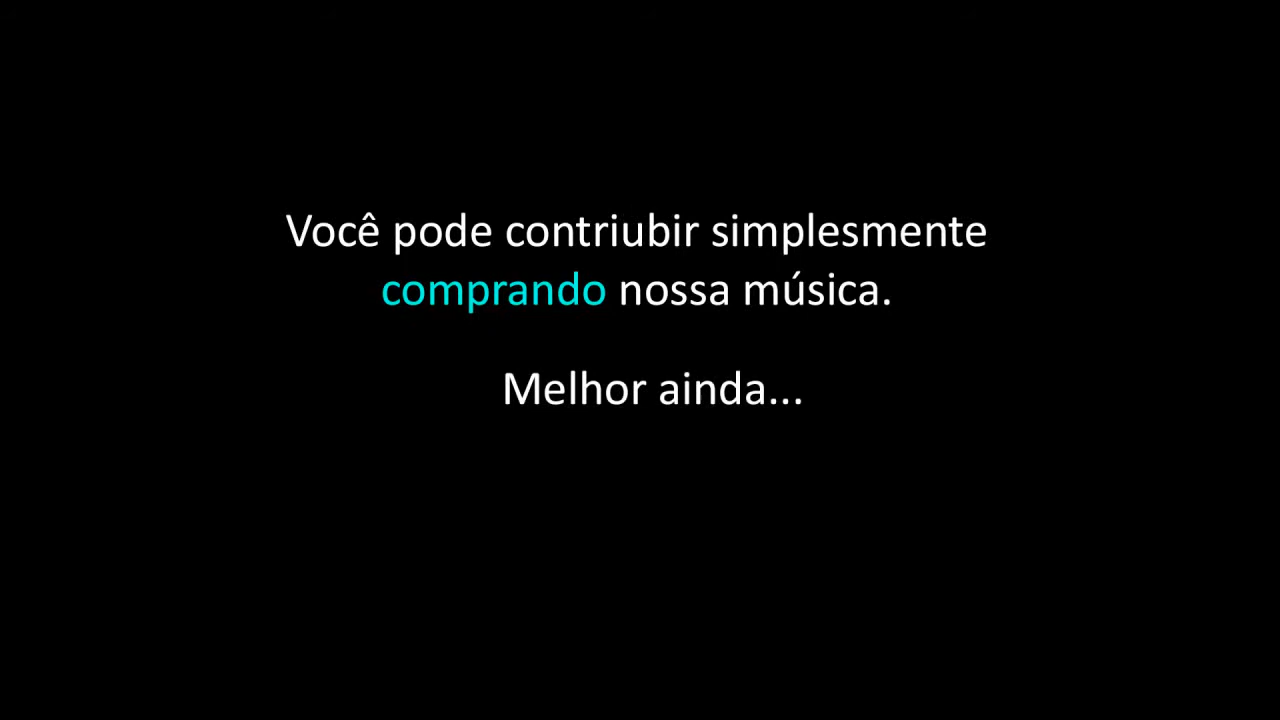 Você pode contriubir simplesmente
comprando nossa música.
Melhor ainda...